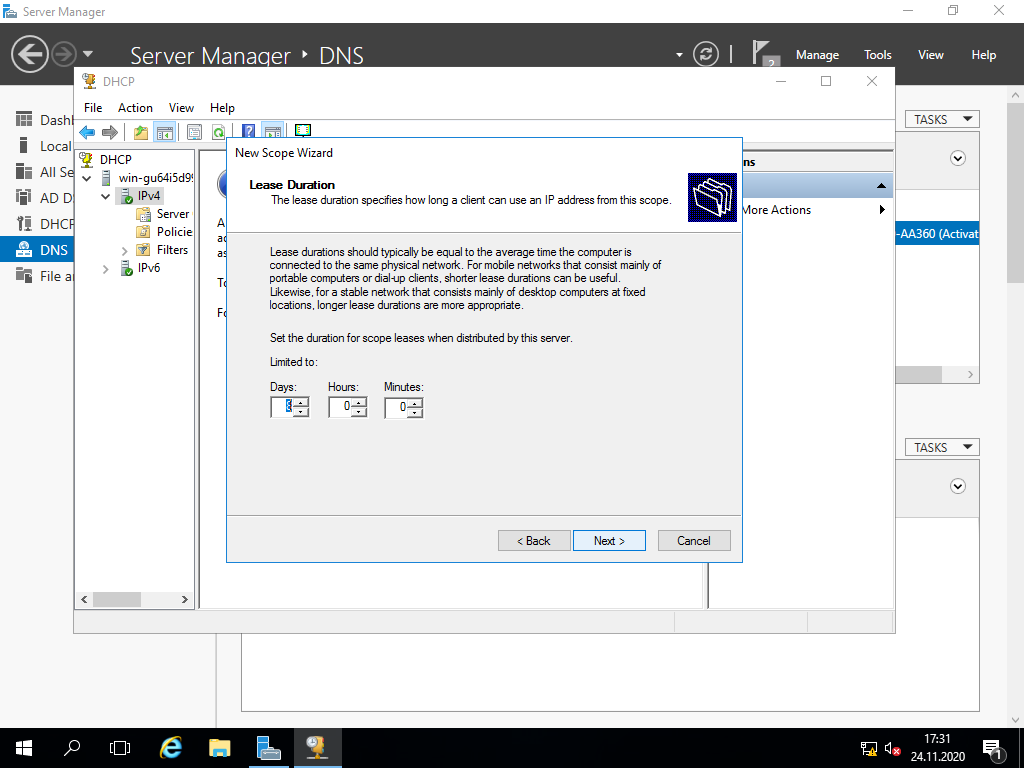 Server Manager
Server Manager ‣ DNS
2
Manage
Tools
View
Help
DHCP
File
Action
View
Help
Dashb
Local
All Se
AD D
DHCP
DNS
File ar
DHCP
win-gu64i5d9
IPv4
Server
Policie
Filters
IPv6
New Scope Wizard
Lease Duration
The lease duration specifies how long a client can use an IP address from this scope.
Lease durations should typically be equal to the average time the computer is
connected to the same physical network. For mobile networks that consist mainly of
portable computers or dial-up clients, shorter lease durations can be useful.
Likewise, for a stable network that consists mainly of desktop computers at fixed
locations, longer lease durations are more appropriate.
Set the duration for scope leases when distributed by this server.
Limited to:
Days:
Hours:
Minutes:
8
0
0
< Back
Next >
Cancel
ns
More Actions
TASKS
-AA360 (Activat
TASKS
17:31
24.11.2020
1